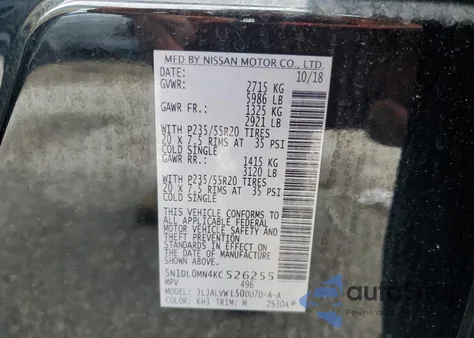 MFD BY NISSAN MOTOR CO., LTD.
DATE: 10/18
GVWR: 2715 KG
5986 LB
GAWR FR.: 1325 KG
2921 LB
WITH P235/55R20 TIRES
20 X 7.5 RIMS AT 35 PSI
COLD SINGLE
GAWR RR.: 1415 KG
3120 LB
WITH P235/55R20 TIRES
20 X 7.5 RIMS AT 35 PSI
COLD SINGLE
THIS VEHICLE CONFORMS TO
ALL APPLICABLE FEDERAL
MOTOR VEHICLE SAFETY
STANDARDS IN EFFECT ON
THE DATE OF MANUFACTURE
SHOWN ABOVE.
5N1DL0MN4KC526255
MPV 496
MODEL: JLJALVWL50DU7D-A-A
COLOR: KH3 TRIM: M 25304